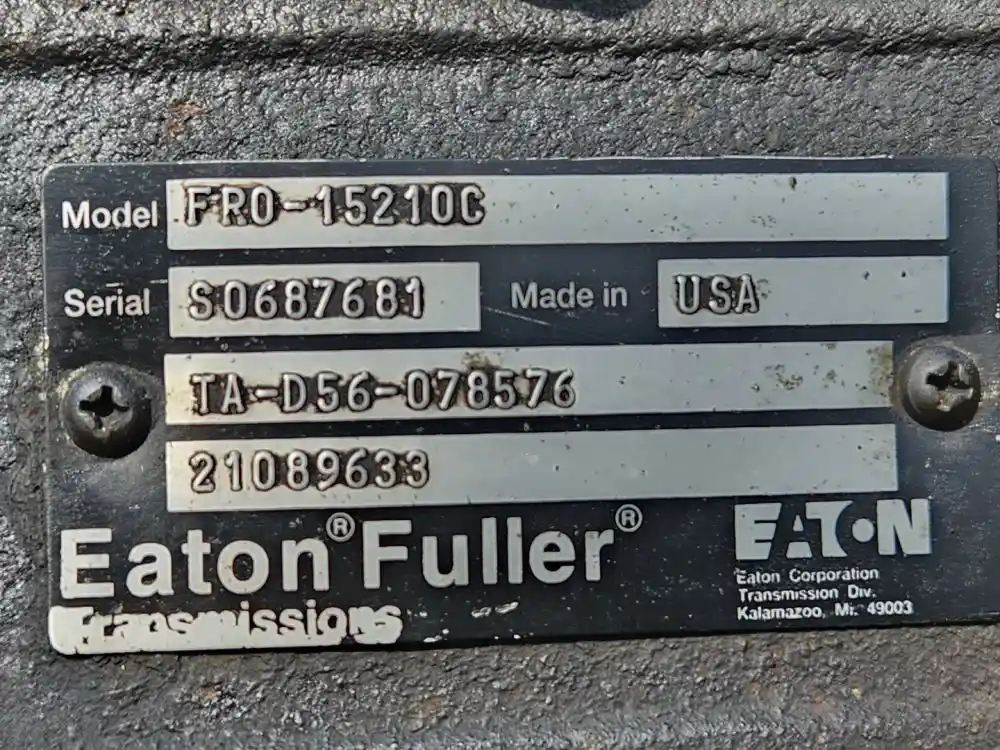 Model FRO-15210C
Serial S0687681 Made in USA
TA-D56-078576
21089633
Eaton® Fuller®
Transmissions
EATON
Eaton Corporation
Transmission Div.
Kalamazoo, Mi. 49003